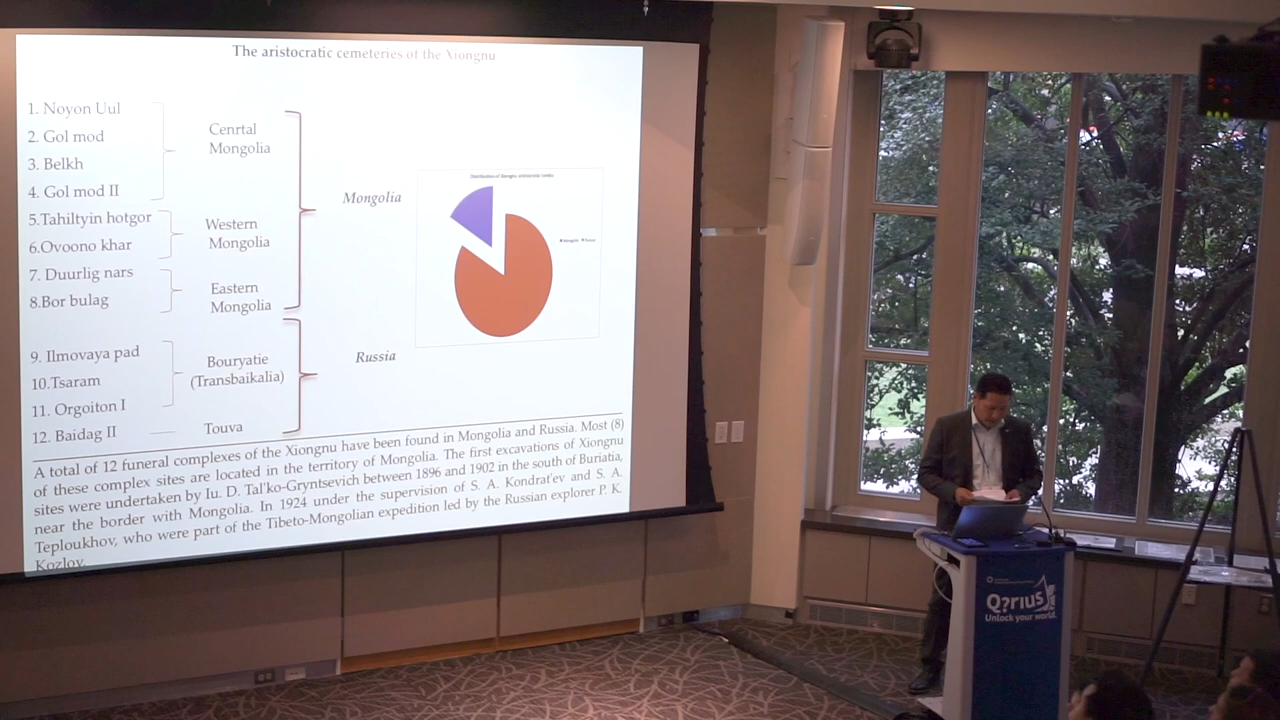 The aristocratic cemeteries of the Xiongnu
1. Noyon Uul
2. Gol mod
3. Belkh
4. Gol mod II
Cenrtal
Mongolia
5.Tahiltyin hotgor
6.Ovoono khar
Western
Mongolia
7. Duurlig nars
8.Bor bulag
Eastern
Mongolia
Mongolia
9. Ilmovaya pad
10.Tsaram
11. Orgoiton I
Bouryatie
(Transbaikalia)
12. Baidag II
Touva
Russia
Distribution of Xiongnu aristocratic tombs
Mongolia Russia
A total of 12 funeral complexes of the Xiongnu have been found in Mongolia and Russia. Most (8)
of these complex sites are located in the territory of Mongolia. The first excavations of Xiongnu
sites were undertaken by Iu. D. Tal'ko-Gryntsevich between 1896 and 1902 in the south of Buriatia,
near the border with Mongolia. In 1924 under the supervision of S. A. Kondrat'ev and S. A.
Teploukhov, who were part of the Tibeto-Mongolian expedition led by the Russian explorer P. K.
Kozlov.
Q?rius
Unlock your world.